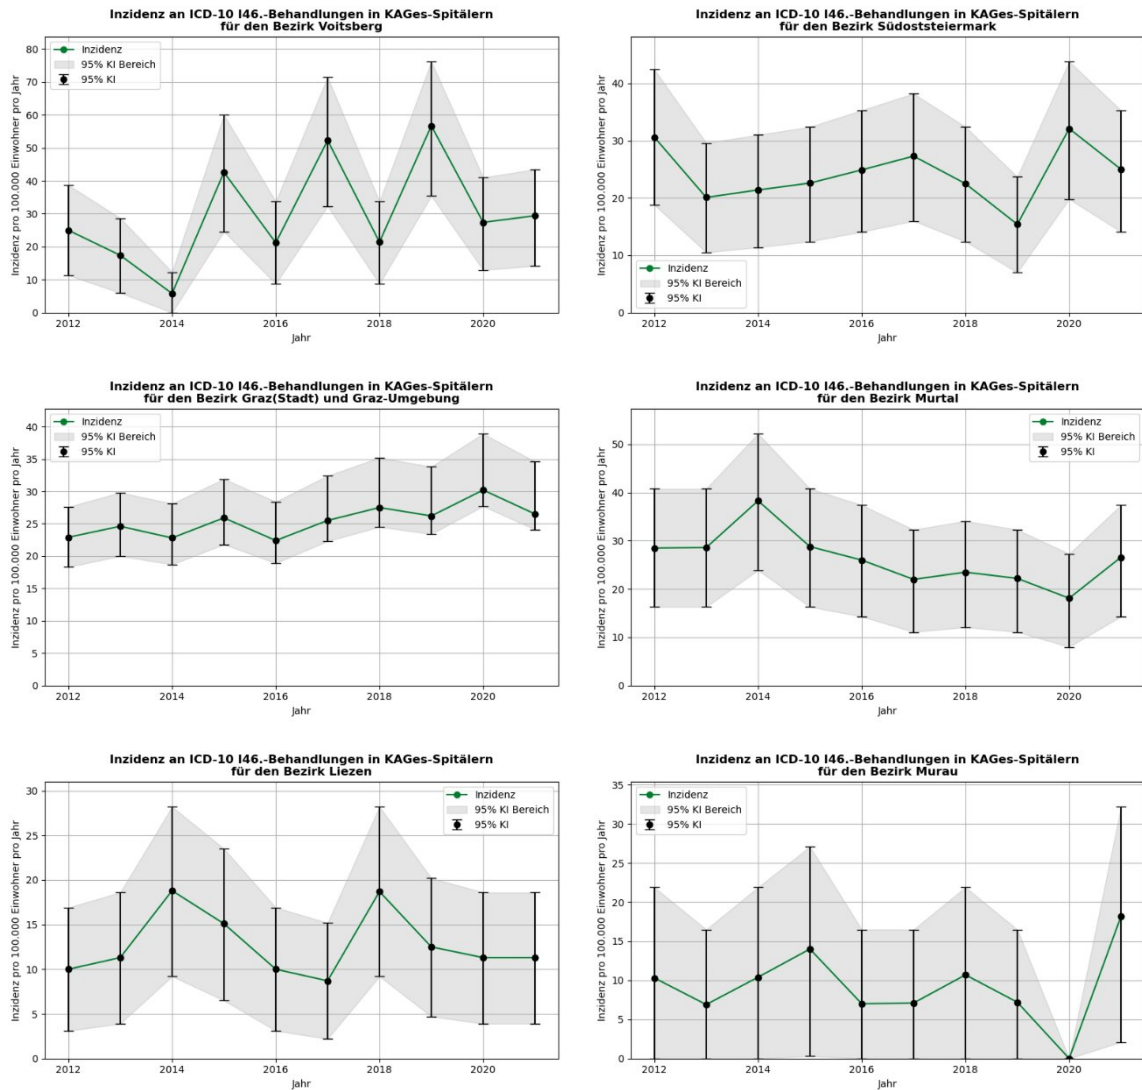 Inzidenz an ICD-10 I46.-Behandlungen in KAGes-Spitälern
für den Bezirk Voitsberg
Inzidenz pro 100.000 Einwohner pro Jahr
80
70
60
50
40
30
20
10
0
Inzidenz
95% KI Bereich
95% KI
2012
2014
2016
2018
2020
Jahr
Inzidenz an ICD-10 I46.-Behandlungen in KAGes-Spitälern
für den Bezirk Südoststeiermark
Inzidenz pro 100.000 Einwohner pro Jahr
40
30
20
10
0
Inzidenz
95% KI Bereich
95% KI
2012
2014
2016
2018
2020
Jahr
Inzidenz an ICD-10 I46.-Behandlungen in KAGes-Spitälern
für den Bezirk Graz(Stadt) und Graz-Umgebung
Inzidenz pro 100.000 Einwohner pro Jahr
40
35
30
25
20
15
10
5
0
Inzidenz
95% KI Bereich
95% KI
2012
2014
2016
2018
2020
Jahr
Inzidenz an ICD-10 I46.-Behandlungen in KAGes-Spitälern
für den Bezirk Murtal
Inzidenz pro 100.000 Einwohner pro Jahr
50
40
30
20
10
0
Inzidenz
95% KI Bereich
95% KI
2012
2014
2016
2018
2020
Jahr
Inzidenz an ICD-10 I46.-Behandlungen in KAGes-Spitälern
für den Bezirk Liezen
Inzidenz pro 100.000 Einwohner pro Jahr
30
25
20
15
10
5
0
Inzidenz
95% KI Bereich
95% KI
2012
2014
2016
2018
2020
Jahr
Inzidenz an ICD-10 I46.-Behandlungen in KAGes-Spitälern
für den Bezirk Murau
Inzidenz pro 100.000 Einwohner pro Jahr
35
30
25
20
15
10
5
0
Inzidenz
95% KI Bereich
95% KI
2012
2014
2016
2018
2020
Jahr